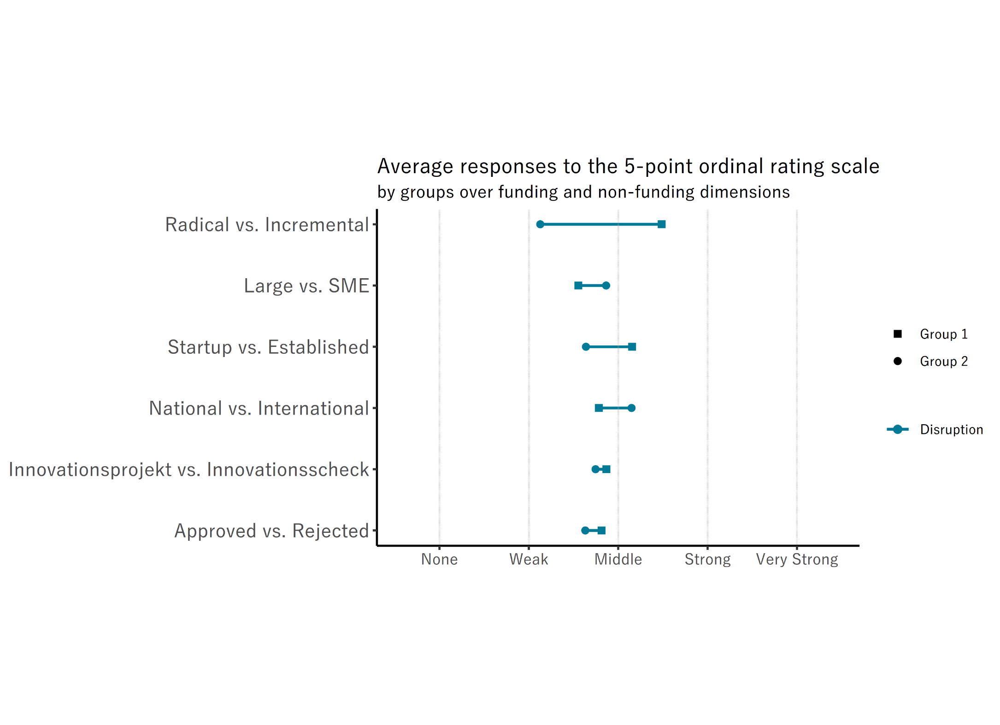 Average responses to the 5-point ordinal rating scale
by groups over funding and non-funding dimensions
Radical vs. Incremental
Large vs. SME
Startup vs. Established
National vs. International
Innovationsprojekt vs. Innovationsscheck
Approved vs. Rejected
None
Weak
Middle
Strong
Very Strong
Group 1
Group 2
Disruption